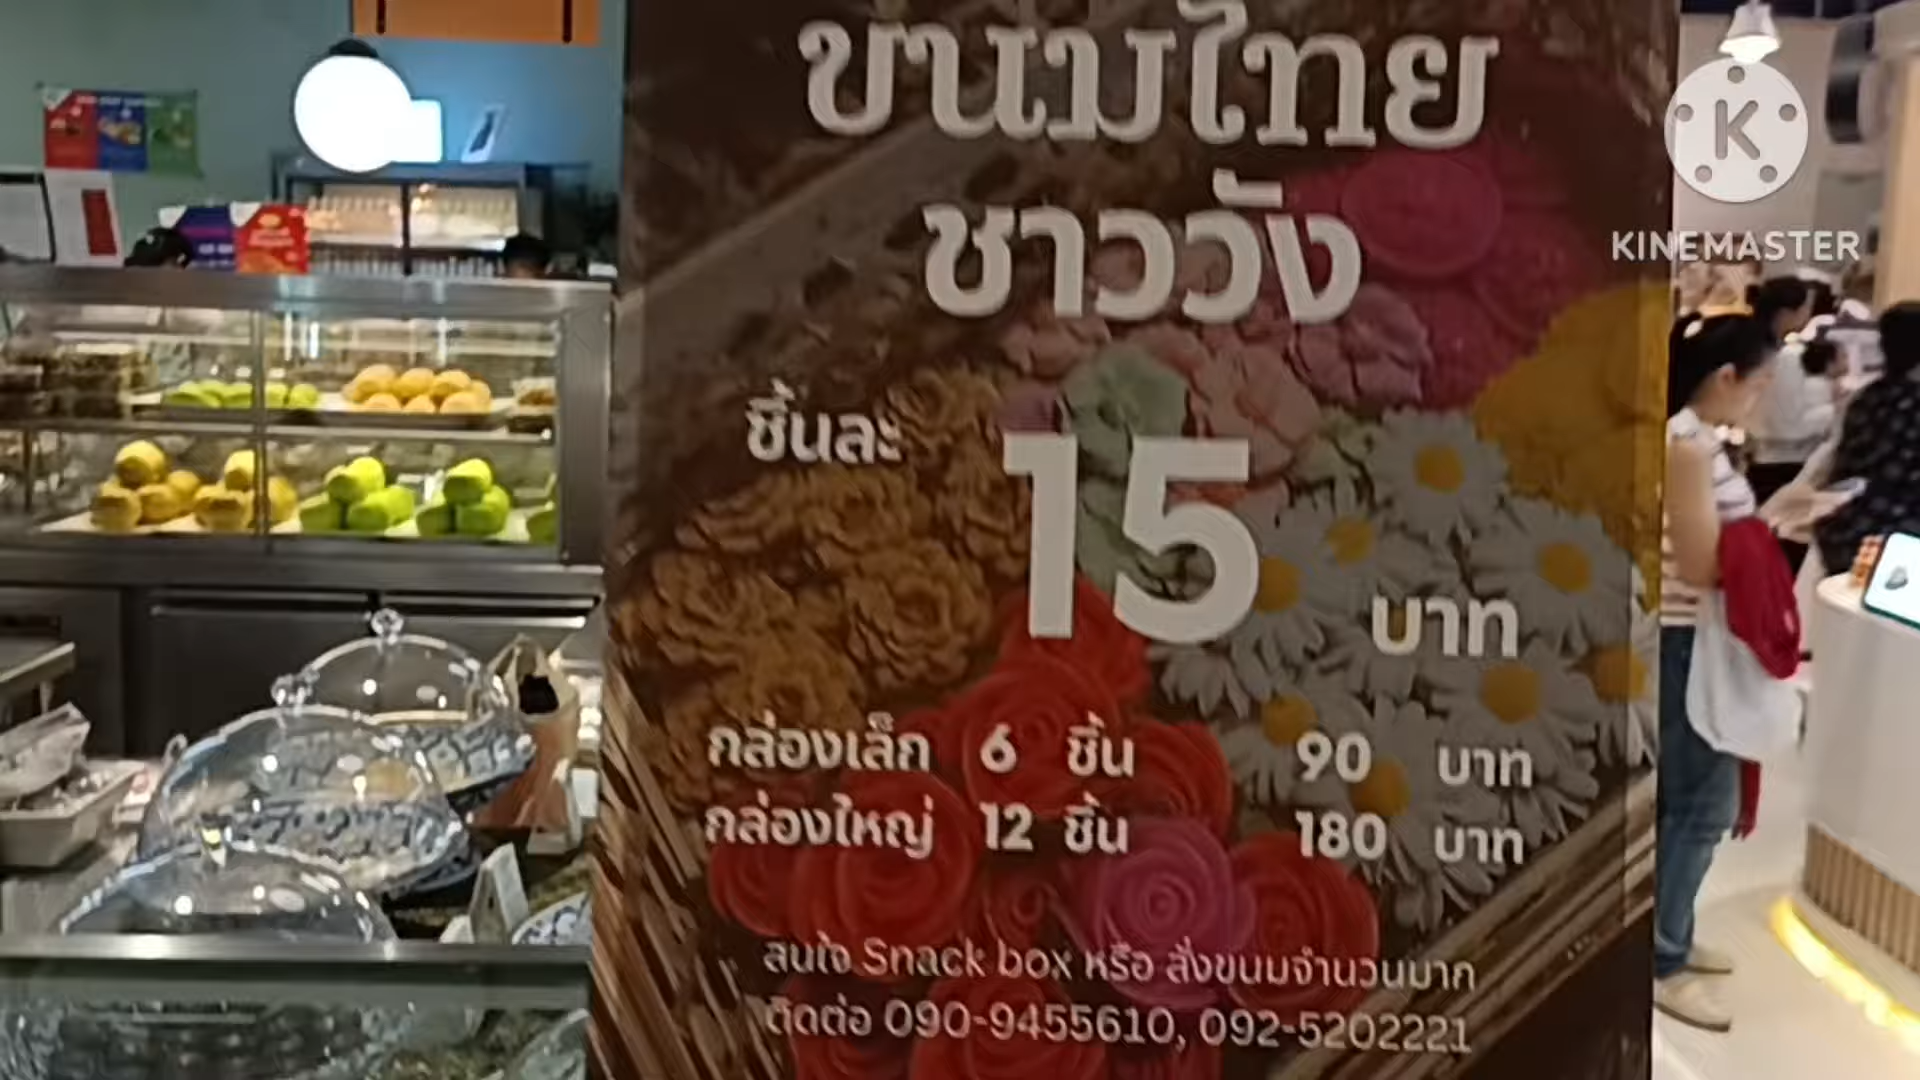 ขนมไทย
ชาววัง
ชิ้นละ 15 บาท
กล่องเล็ก 6 ชิ้น 90 บาท
กล่องใหญ่ 12 ชิ้น 180 บาท
สนใจ Snack box หรือ สั่งขนมจำนวนมาก
ติดต่อ 090-9455610, 092-5202221
K
KINEMASTER